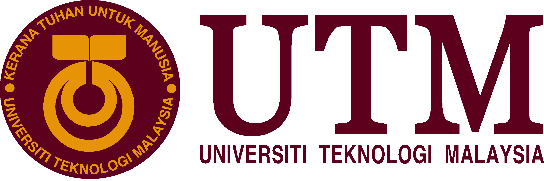 KERANA TUHAN UNTUK MANUSIA
UNIVERSITI TEKNOLOGI MALAYSIA
UTM
UNIVERSITI TEKNOLOGI MALAYSIA